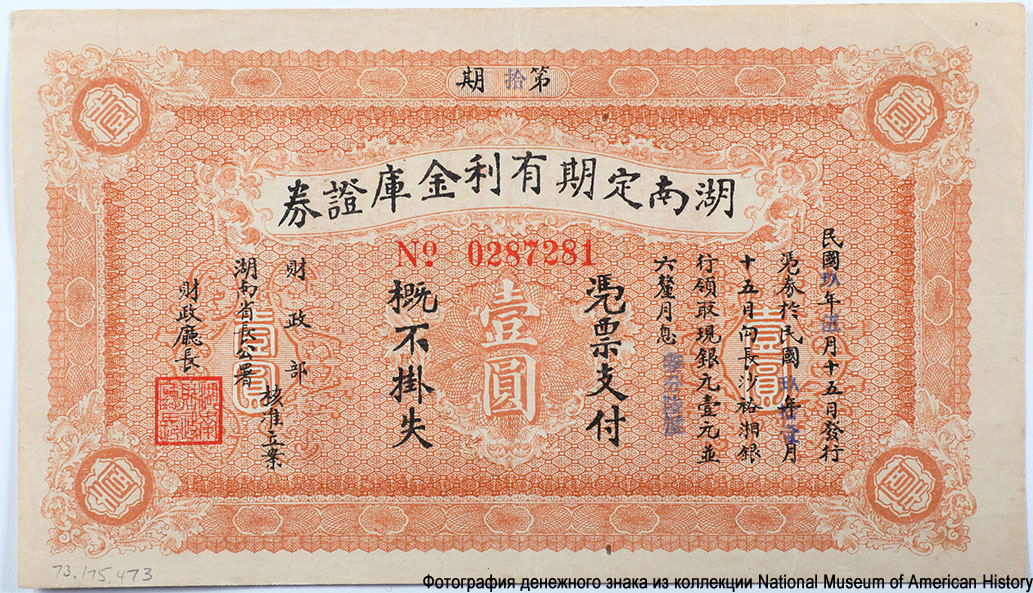 第拾期
湖南定期有利金庫證券
No 0287281
民國玖年伍月十五日發行
憑券於民國玖年 月
十五日向長沙裕湘銀
行領取現銀元壹元並
六釐月息
憑票支付
壹圓
概不掛失
財政部
湖南省長公署
核准立案
財政廳長
壹圓
壹圓
73.175.473
Фотография денежного знака из коллекции National Museum of American History